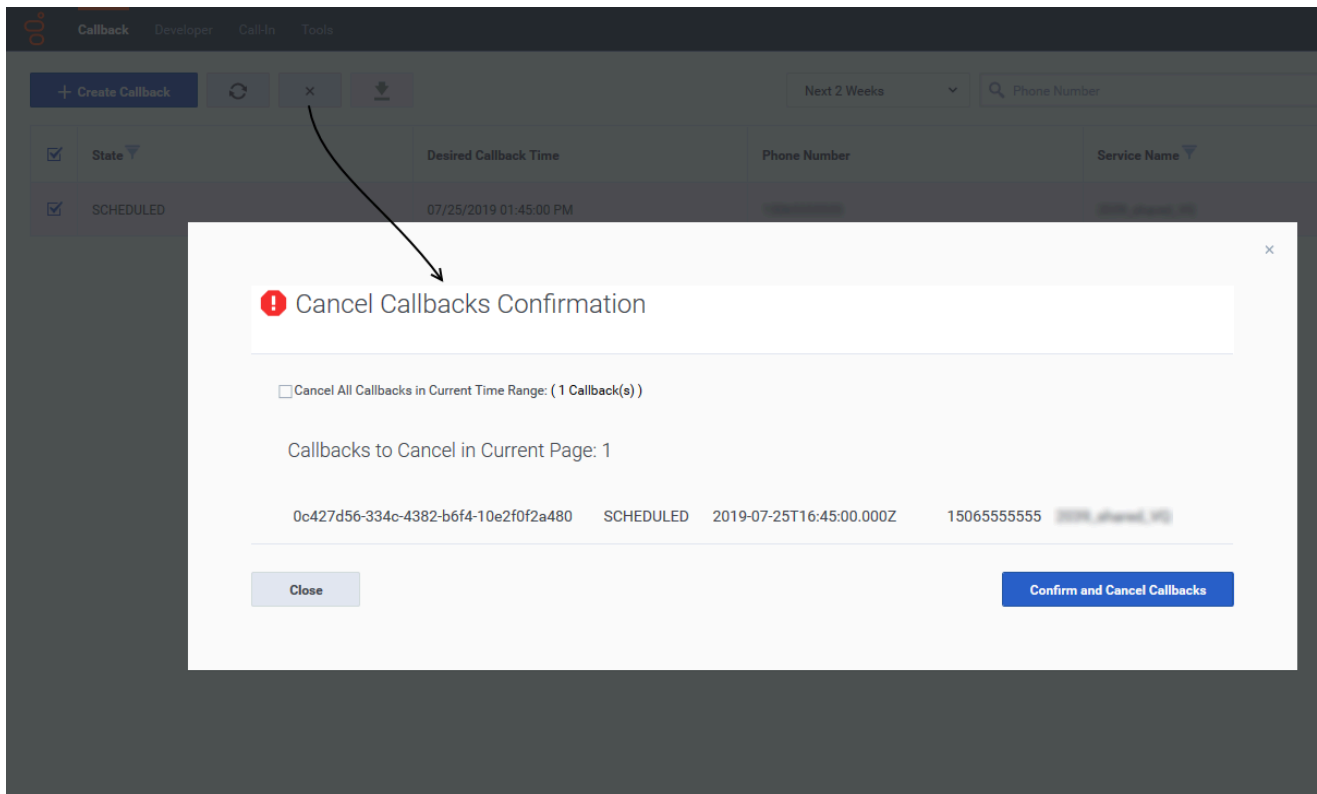 Callback Developer Call-In Tools
+ Create Callback Next 2 Weeks Phone Number
State Desired Callback Time Phone Number Service Name
SCHEDULED 07/25/2019 01:45:00 PM
Cancel Callbacks Confirmation
Cancel All Callbacks in Current Time Range: ( 1 Callback(s) )
Callbacks to Cancel in Current Page: 1
0c427d56-334c-4382-b6f4-10e2f0f2a480 SCHEDULED 2019-07-25T16:45:00.000Z 15065555555
Close Confirm and Cancel Callbacks